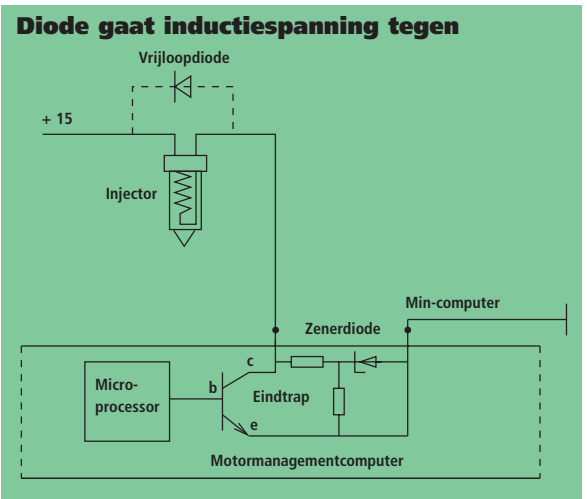 Diode gaat inductiespanning tegen
Vrijloopdiode
+ 15
Injector
Min-computer
Zenerdiode
c
Micro-
processor
b
Eindtrap
e
Motormanagementcomputer